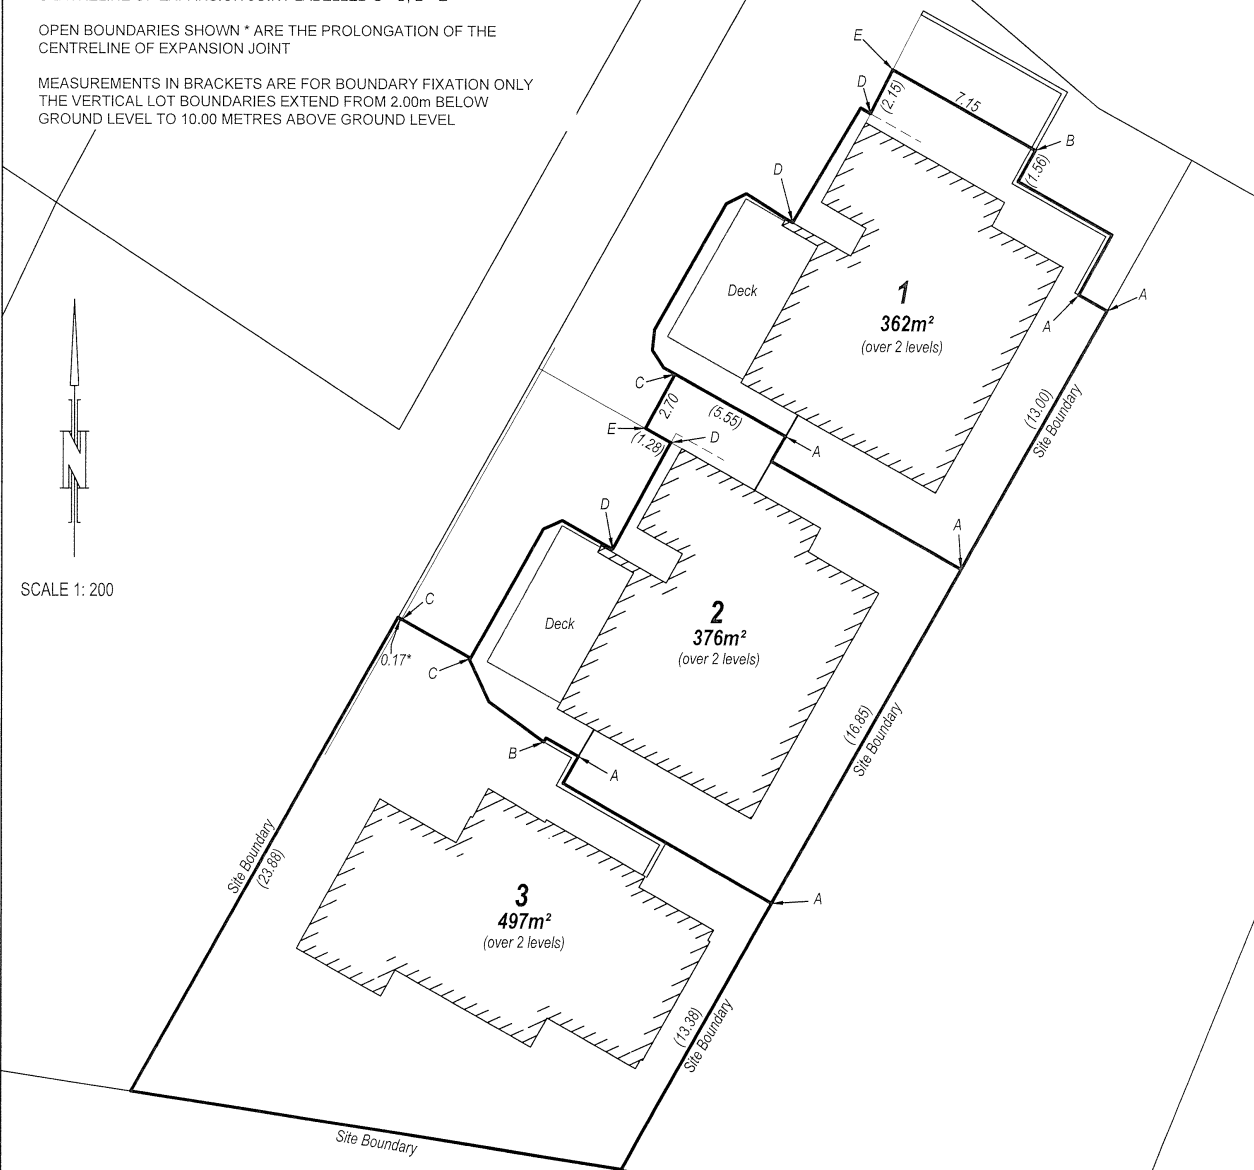 OPEN BOUNDARIES SHOWN * ARE THE PROLONGATION OF THE
CENTRELINE OF EXPANSION JOINT
MEASUREMENTS IN BRACKETS ARE FOR BOUNDARY FIXATION ONLY
THE VERTICAL LOT BOUNDARIES EXTEND FROM 2.00m BELOW
GROUND LEVEL TO 10.00 METRES ABOVE GROUND LEVEL
E
D
(2.15)
7.15
B
(1.56)
D
Deck
1
362m²
(over 2 levels)
A
A
C
2.70
(5.55)
E
(1.28)
D
A
(13.00)
Site Boundary
N
SCALE 1: 200
D
A
Deck
2
376m²
(over 2 levels)
C
0.17*
C
(16.85)
Site Boundary
B
A
Site Boundary
(23.88)
3
497m²
(over 2 levels)
A
(13.38)
Site Boundary
Site Boundary